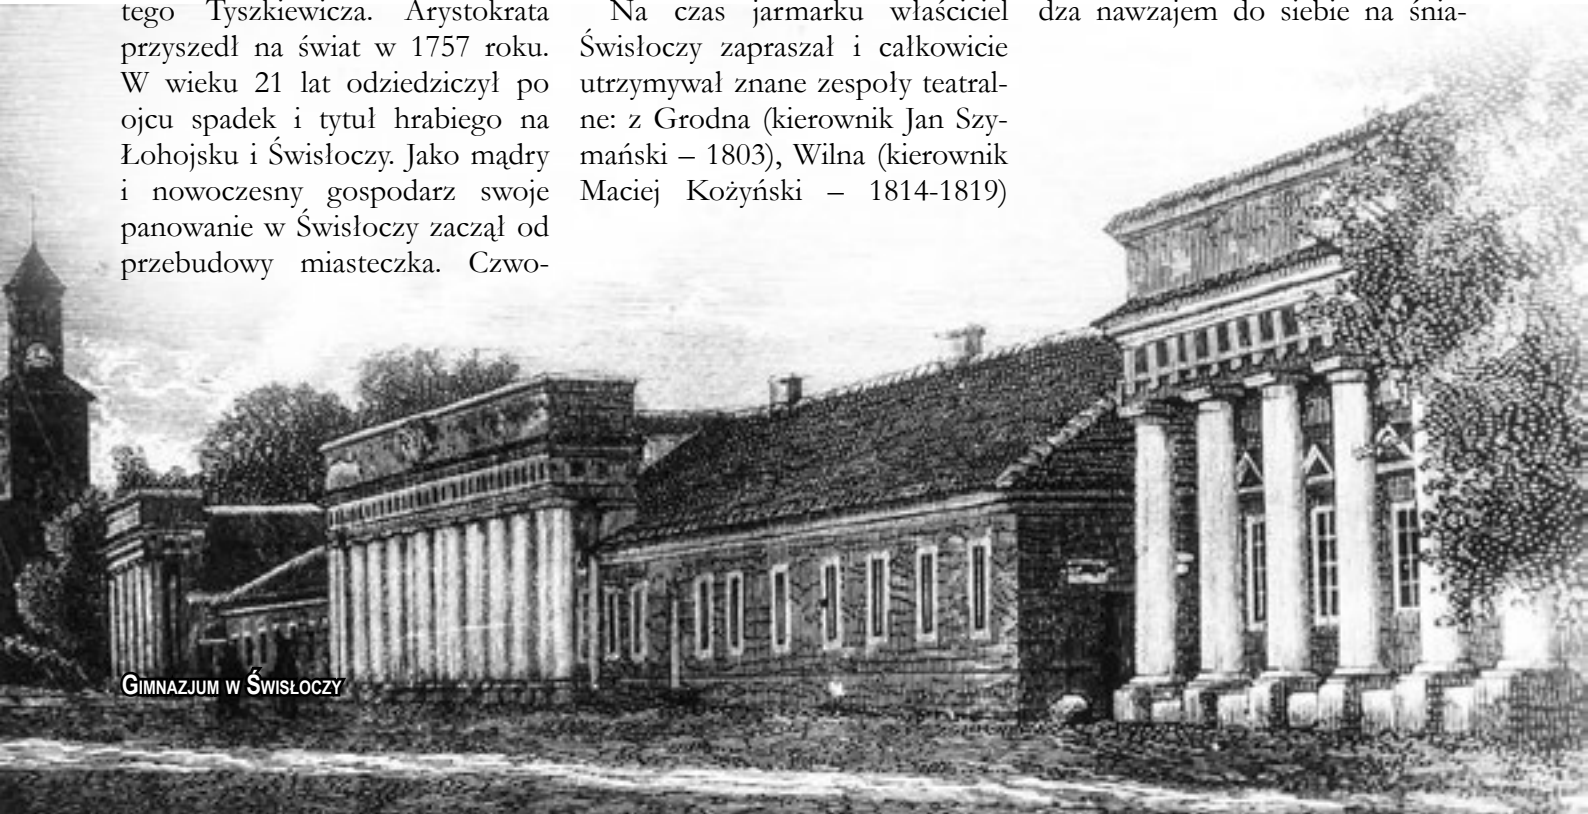 tego Tyszkiewicza. Arystokrata
przyszedł na świat w 1757 roku.
W wieku 21 lat odziedziczył po
ojcu spadek i tytuł hrabiego na
Łohojsku i Świsłoczy. Jako mądry
i nowoczesny gospodarz swoje
panowanie w Świsłoczy zaczął od
przebudowy miasteczka. Czwo-
Na czas jarmarku właściciel
Świsłoczy zapraszał i całkowicie
utrzymywał znane zespoły teatral-
ne: z Grodna (kierownik Jan Szy-
mański – 1803), Wilna (kierownik
Maciej Kożyński – 1814-1819)
dza nawzajem do siebie na śnia-
Gimnazjum w Świsłoczy